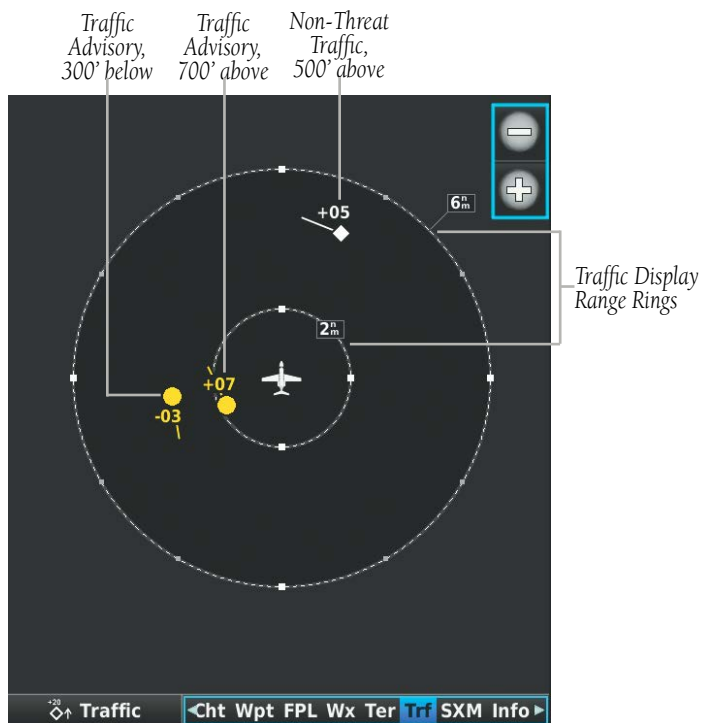 Traffic
Advisory,
300' below
Traffic
Advisory,
700' above
Non-Threat
Traffic,
500' above
+05
6nm
2nm
+07
-03
Traffic Display
Range Rings
+20 Traffic
Cht Wpt FPL Wx Ter Trf SXM Info